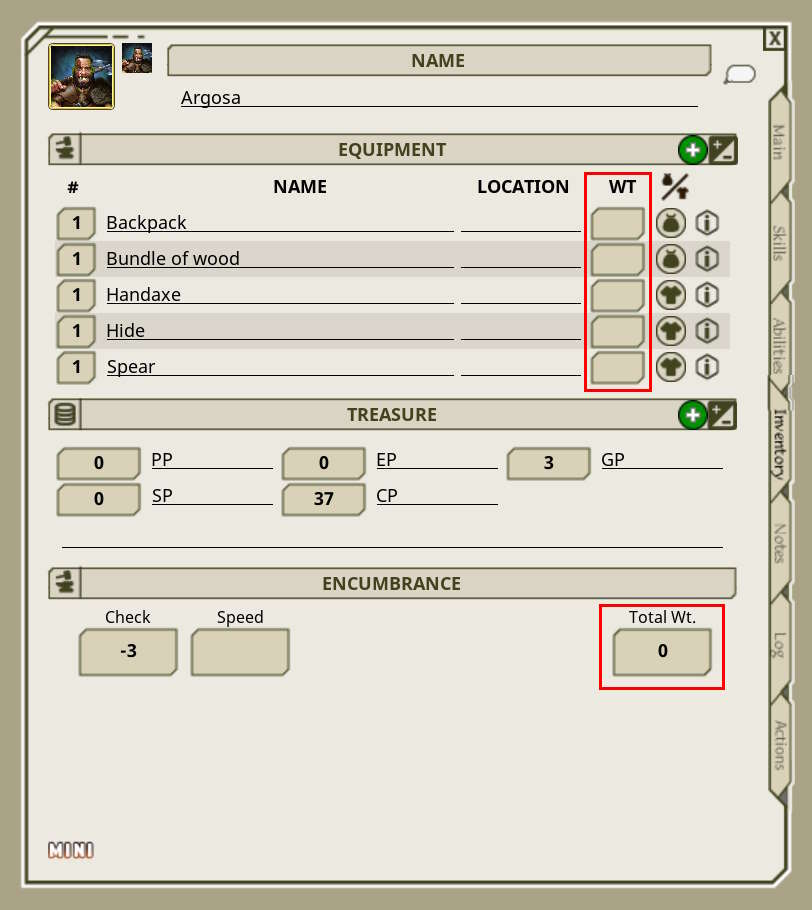 X
NAME
Argosa
EQUIPMENT
# NAME LOCATION WT
1 Backpack
1 Bundle of wood
1 Handaxe
1 Hide
1 Spear
TREASURE
0 PP 0 EP 3 GP
0 SP 37 CP
ENCUMBRANCE
Check Speed Total Wt.
-3 0
MINI
Main
Skills
Abilities
Inventory
Notes
Log
Actions